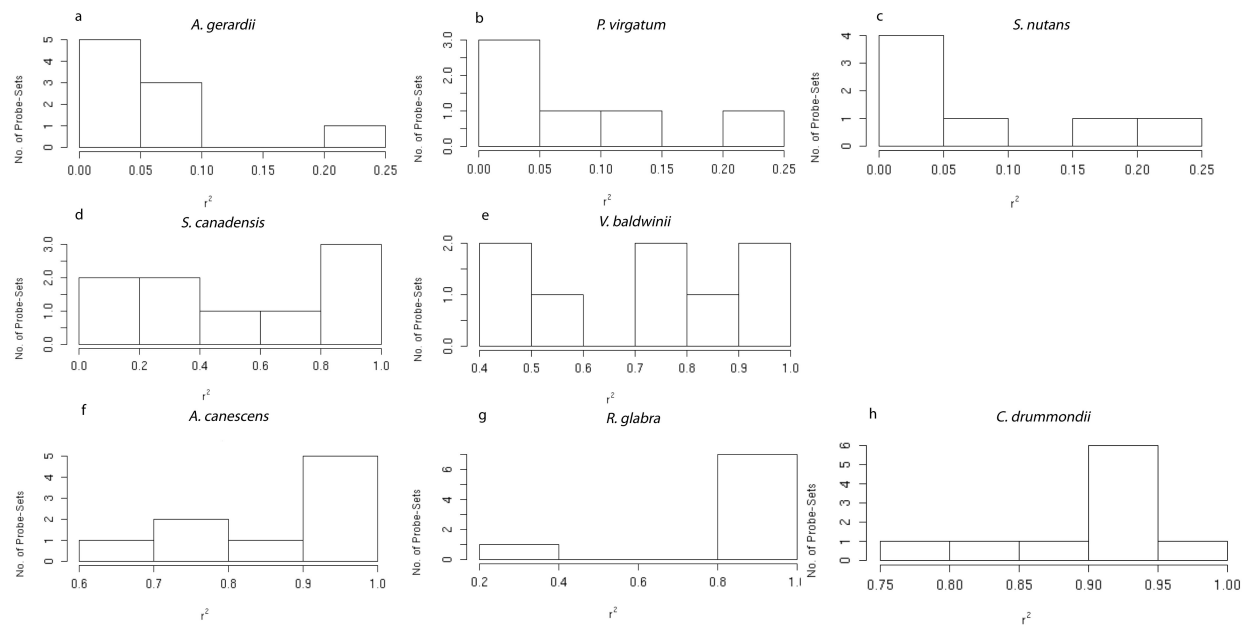 a
A. gerardii
No. of Probe-Sets
5
4
3
2
1
0
0.00 0.05 0.10 0.15 0.20 0.25
r²
b
P. virgatum
No. of Probe-Sets
3.0
2.0
1.0
0.0
0.00 0.05 0.10 0.15 0.20 0.25
r²
c
S. nutans
No. of Probe-Sets
4
3
2
1
0
0.00 0.05 0.10 0.15 0.20 0.25
r²
d
S. canadensis
No. of Probe-Sets
3.0
2.0
1.0
0.0
0.0 0.2 0.4 0.6 0.8 1.0
r²
e
V. baldwinii
No. of Probe-Sets
2.0
1.0
0.0
0.4 0.5 0.6 0.7 0.8 0.9 1.0
r²
f
A. canescens
No. of Probe-Sets
5
4
3
2
1
0
0.6 0.7 0.8 0.9 1.0
r²
g
R. glabra
No. of Probe-Sets
6
4
2
0
0.2 0.4 0.6 0.8 1.0
r²
h
C. drummondii
No. of Probe-Sets
6
5
4
3
2
1
0
0.75 0.80 0.85 0.90 0.95 1.00
r²